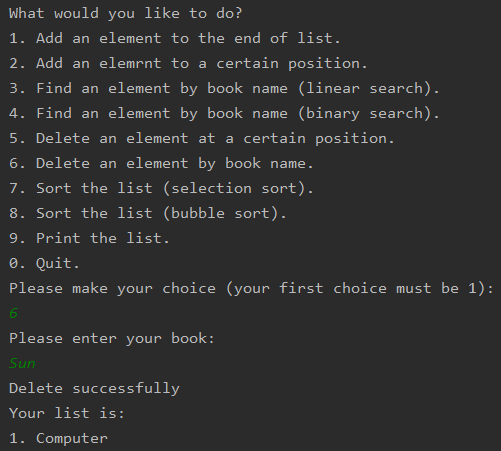 What would you like to do?
1. Add an element to the end of list.
2. Add an elemrnt to a certain position.
3. Find an element by book name (linear search).
4. Find an element by book name (binary search).
5. Delete an element at a certain position.
6. Delete an element by book name.
7. Sort the list (selection sort).
8. Sort the list (bubble sort).
9. Print the list.
0. Quit.
Please make your choice (your first choice must be 1):
6
Please enter your book:
Sun
Delete successfully
Your list is:
1. Computer